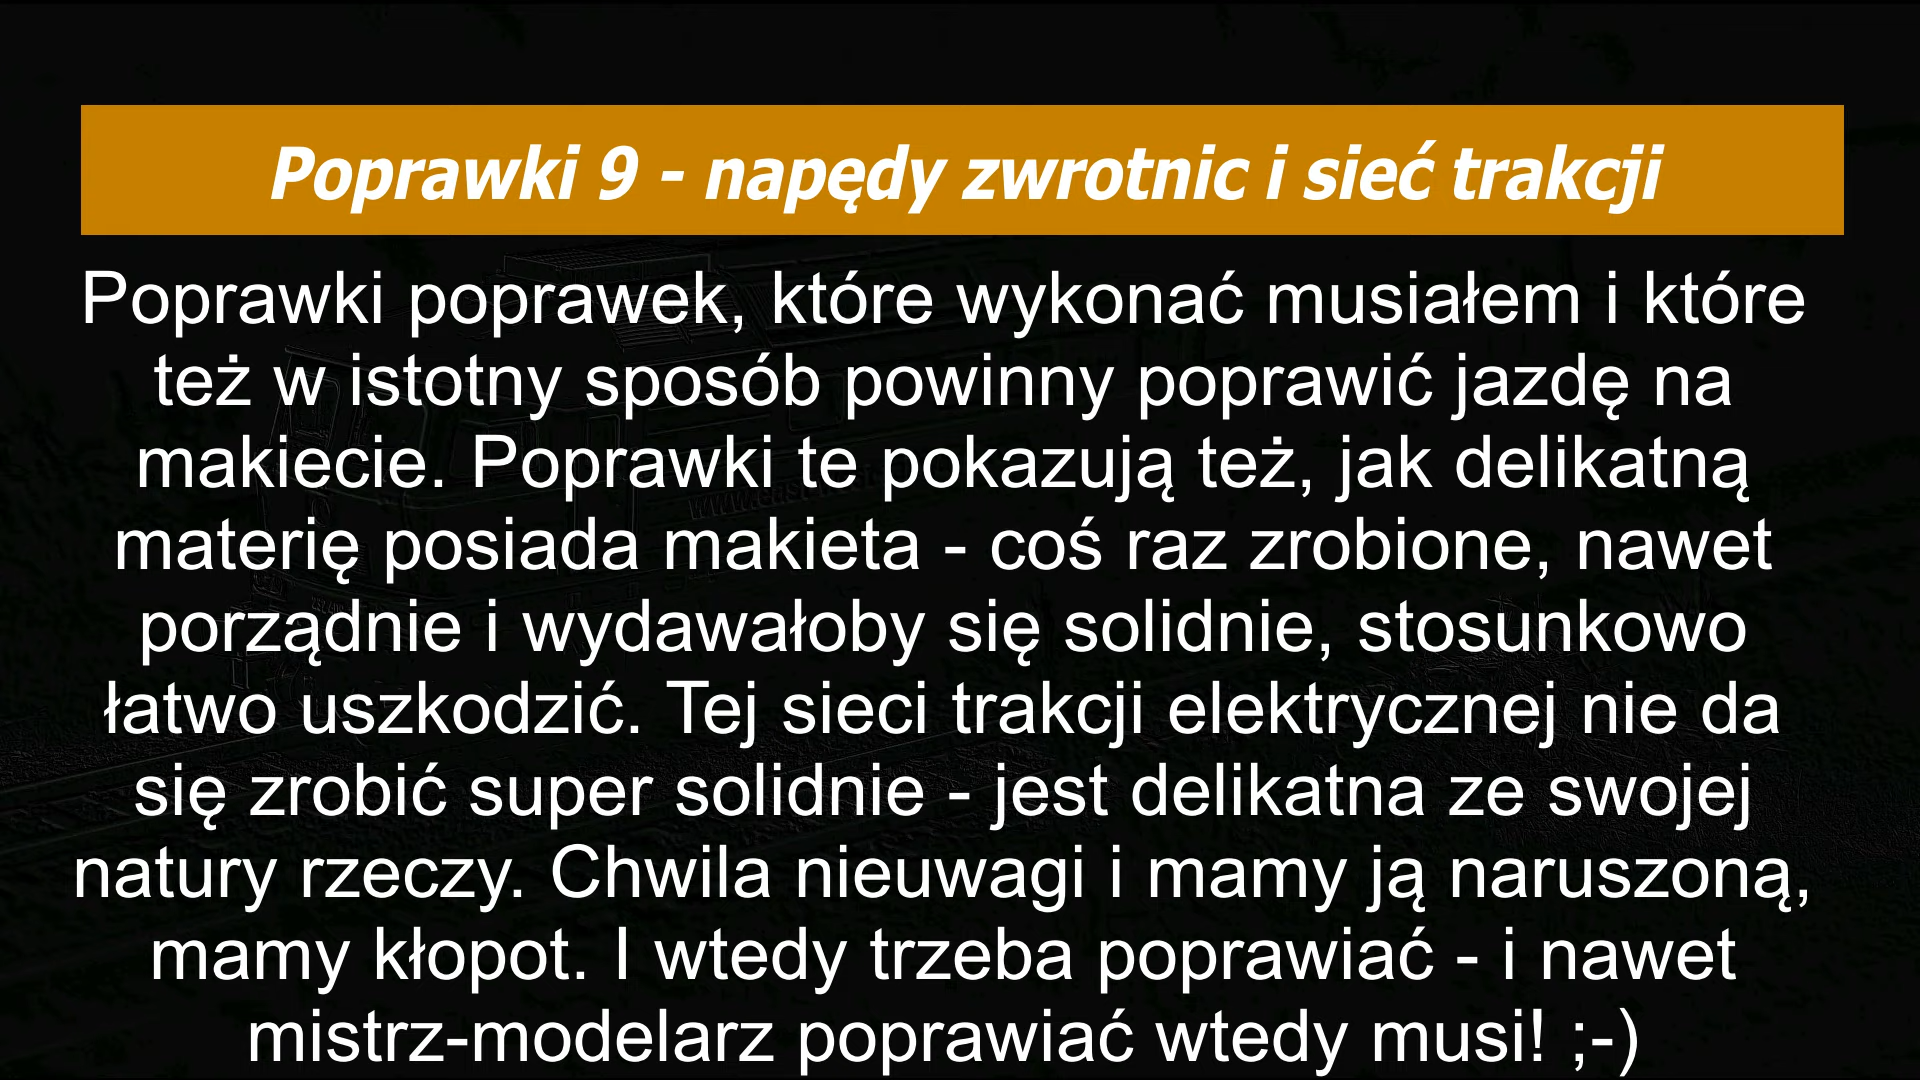 Poprawki 9 - napędy zwrotnic i sieć trakcji
Poprawki poprawek, które wykonać musiałem i które
też w istotny sposób powinny poprawić jazdę na
makiecie. Poprawki te pokazują też, jak delikatną
materię posiada makieta - coś raz zrobione, nawet
porządnie i wydawałoby się solidnie, stosunkowo
łatwo uszkodzić. Tej sieci trakcji elektrycznej nie da
się zrobić super solidnie - jest delikatna ze swojej
natury rzeczy. Chwila nieuwagi i mamy ją naruszoną,
mamy kłopot. I wtedy trzeba poprawiać - i nawet
mistrz-modelarz poprawiać wtedy musi! ;-)